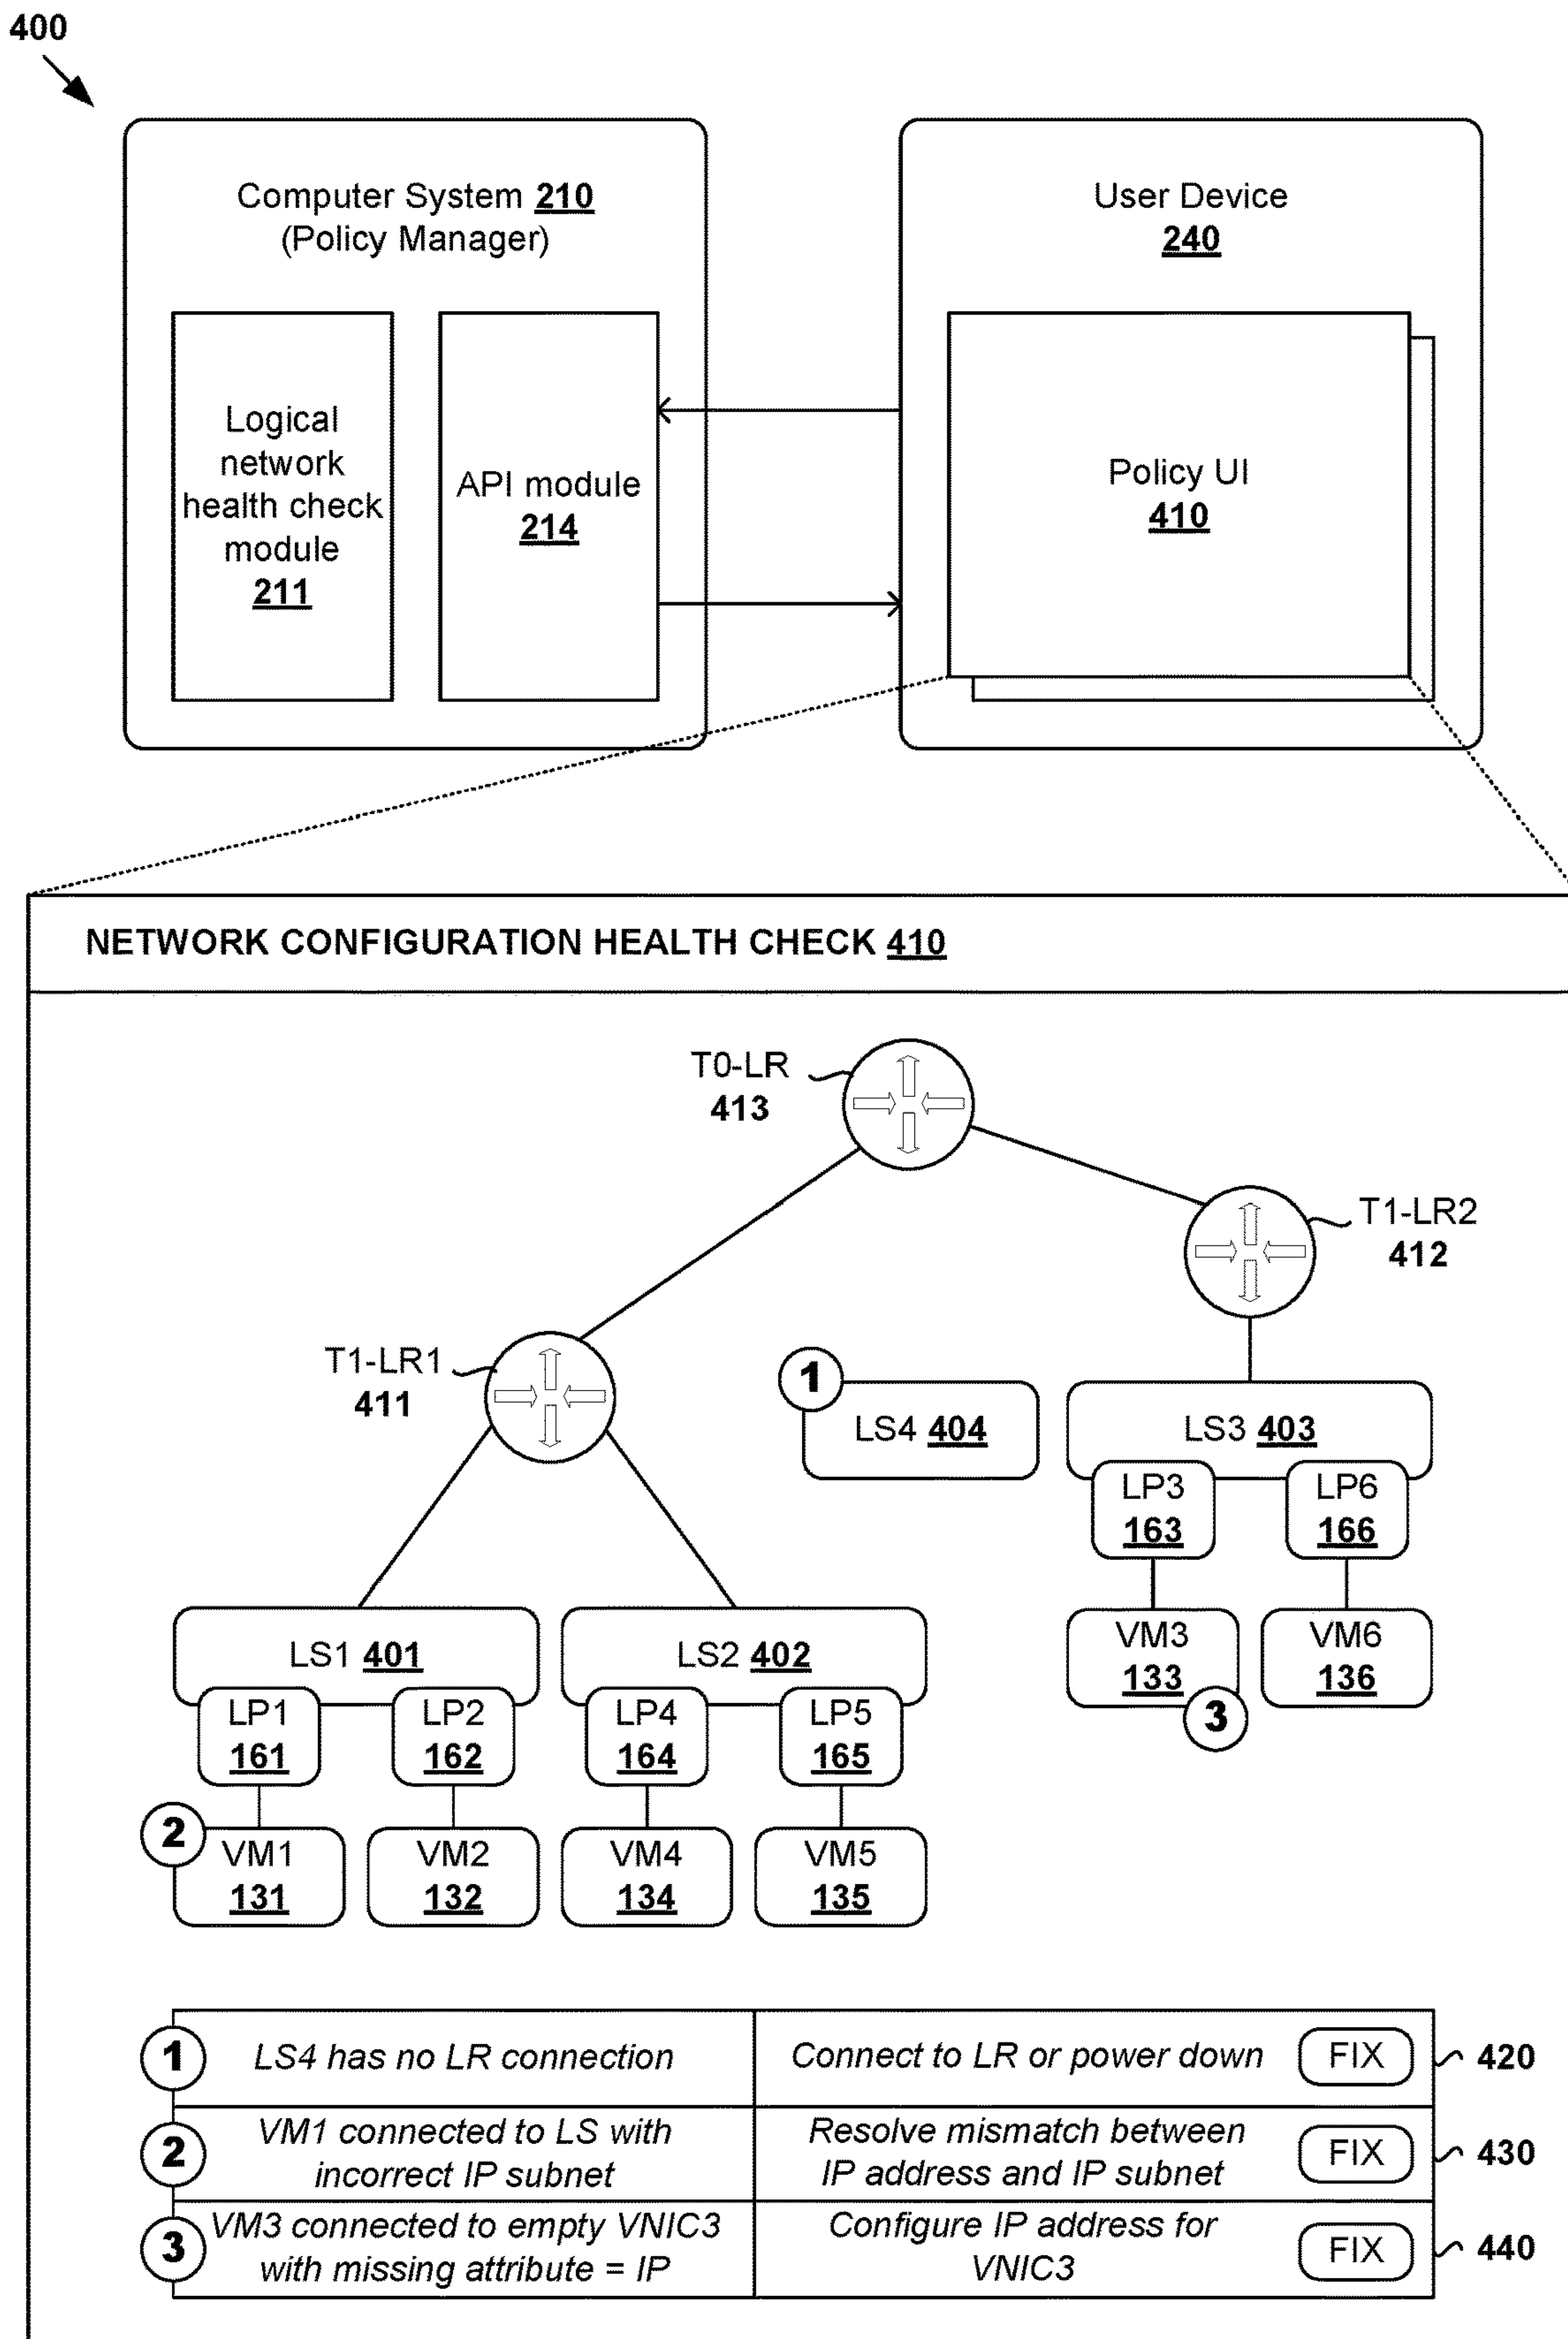 400
Computer System 210
(Policy Manager)
Logical
network
health check
module
211
API module
214
User Device
240
Policy UI
410
NETWORK CONFIGURATION HEALTH CHECK 410
T0-LR
413
T1-LR2
412
T1-LR1
411
1
LS4 404
LS3 403
LP3
163
LP6
166
VM3
133
3
VM6
136
LS1 401
LS2 402
LP1
161
LP2
162
LP4
164
LP5
165
2
VM1
131
VM2
132
VM4
134
VM5
135
1
LS4 has no LR connection
Connect to LR or power down
FIX
420
2
VM1 connected to LS with
incorrect IP subnet
Resolve mismatch between
IP address and IP subnet
FIX
430
3
VM3 connected to empty VNIC3
with missing attribute = IP
Configure IP address for
VNIC3
FIX
440